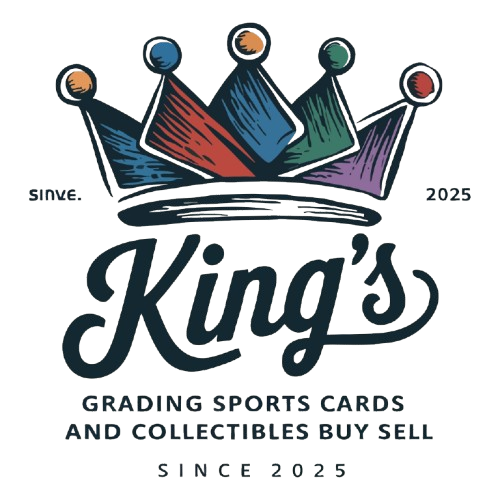 SINVE. 2025
King's
GRADING SPORTS CARDS
AND COLLECTIBLES BUY SELL
SINCE 2025